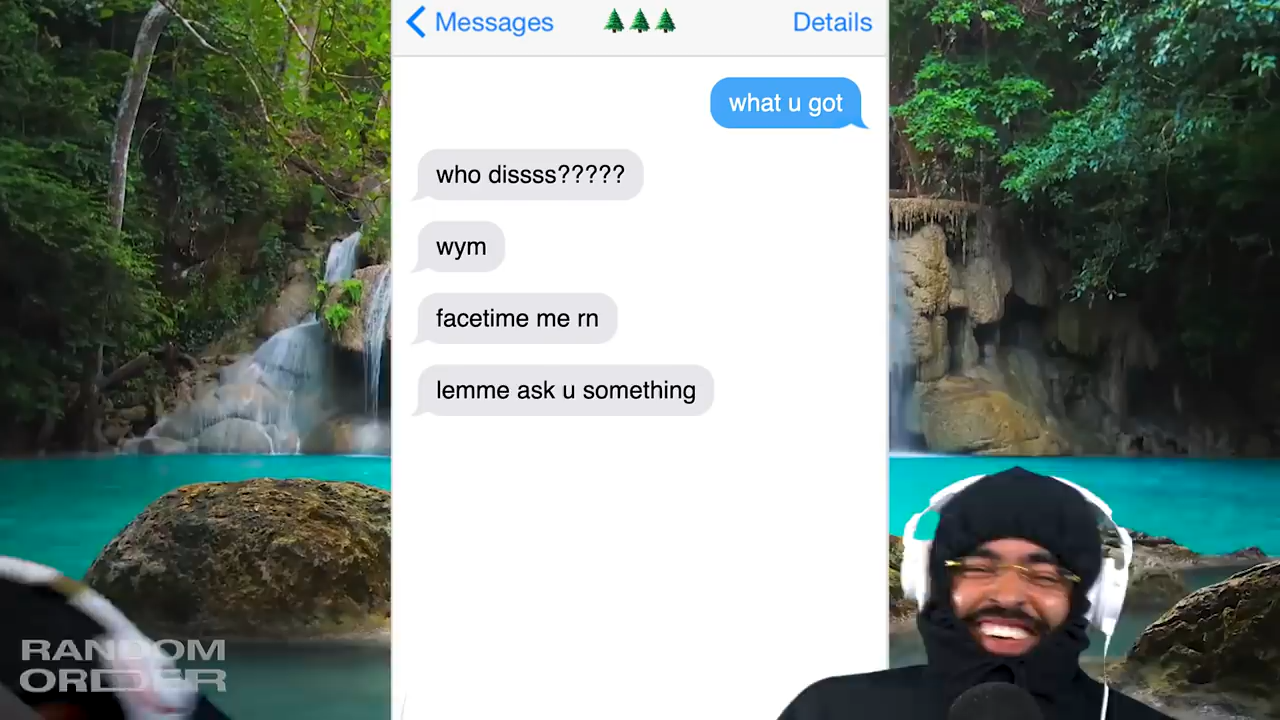 Messages 🌲🌲🌲 Details
what u got
who dissss?????
wym
facetime me rn
lemme ask u something
RANDOM
ORDER